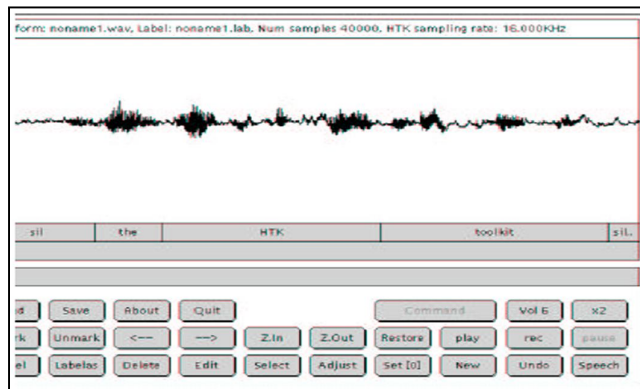 form: noname1.wav, Label: noname1.lab, Num samples 40000, HTK sampling rate: 16.000KHz
sil the HTK toolkit sil.
d Save About Quit Command Vol 6 x2
rk Unmark <-- --> Z.In Z.Out Restore play rec pause
el Labelas Delete Edit Select Adjust Set [0] New Undo Speech